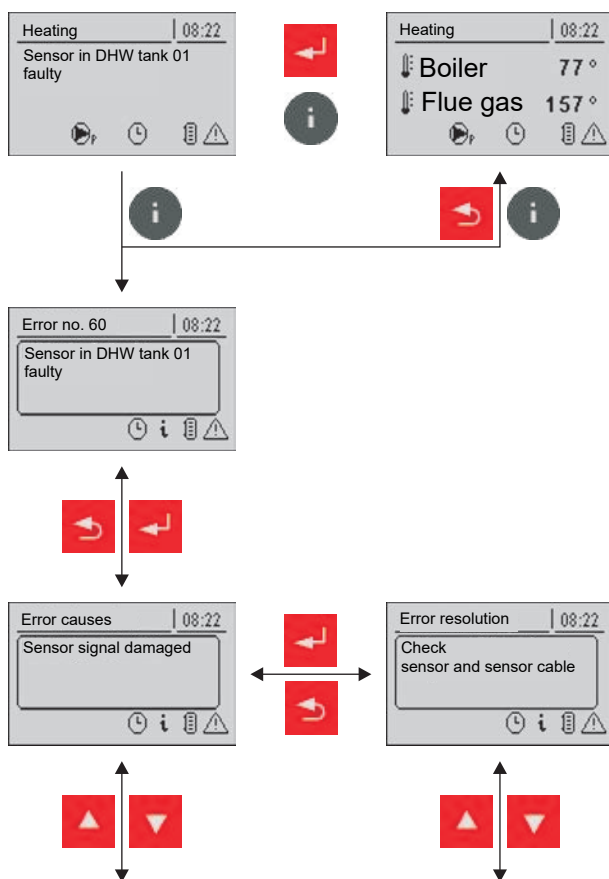 Heating 08:22
Sensor in DHW tank 01
faulty
P
i
Heating 08:22
Boiler 77 °
Flue gas 157 °
P
i
i
Error no. 60 08:22
Sensor in DHW tank 01
faulty
i
Error causes 08:22
Sensor signal damaged
i
Error resolution 08:22
Check
sensor and sensor cable
i